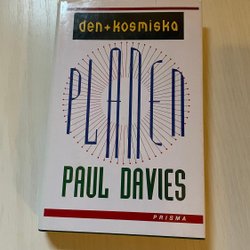 den+kosmiska
PLANEN
PAUL DAVIES
PRISMA